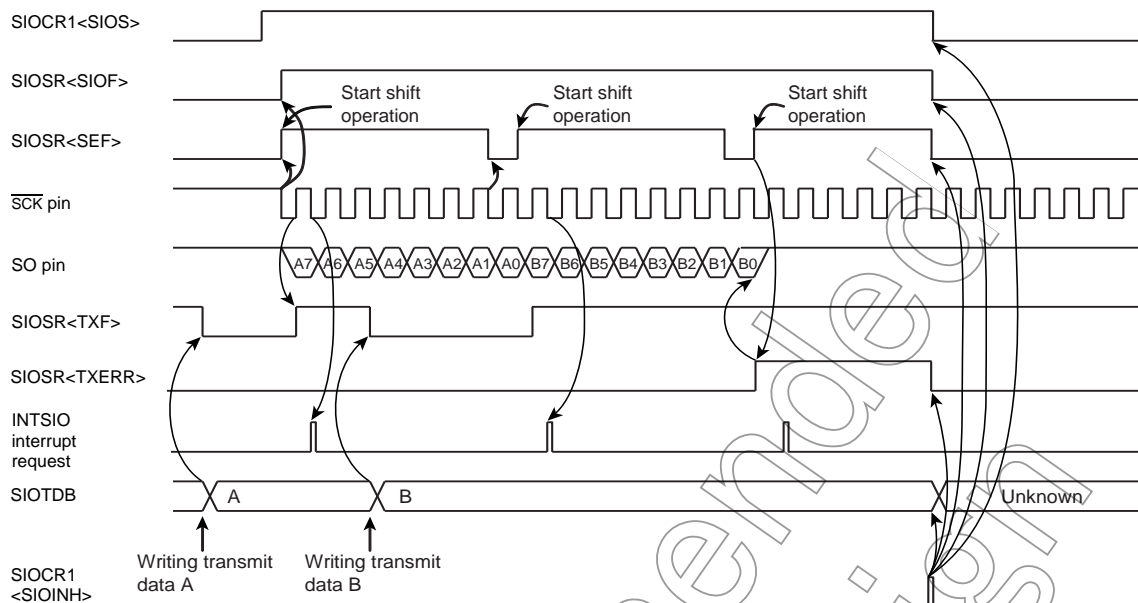 SIOCR1<SIOS>
SIOSR<SIOF>
Start shift
operation
Start shift
operation
Start shift
operation
SIOSR<SEF>
SCK pin
SO pin
A7 A6 A5 A4 A3 A2 A1 A0 B7 B6 B5 B4 B3 B2 B1 B0
SIOSR<TXF>
SIOSR<TXERR>
INTSIO
interrupt
request
SIOTDB
A
B
Unknown
Writing transmit
data A
Writing transmit
data B
SIOCR1
<SIOINH>